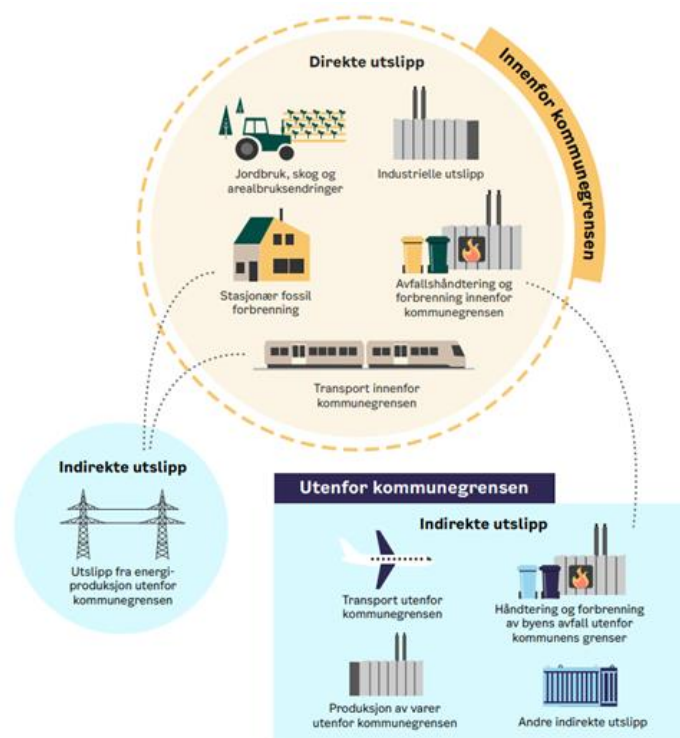 Direkte utslipp
Innenfor kommunegrensen
Jordbruk, skog og
arealbruksendringer
Industrielle utslipp
Stasjonær fossil
forbrenning
Avfallshåndtering og
forbrenning innenfor
kommunegrensen
Transport innenfor
kommunegrensen
Indirekte utslipp
Utslipp fra energi-
produksjon utenfor
kommunegrensen
Utenfor kommunegrensen
Indirekte utslipp
Transport utenfor
kommunegrensen
Håndtering og forbrenning
av byens avfall utenfor
kommunens grenser
Produksjon av varer
utenfor kommunegrensen
Andre indirekte utslipp